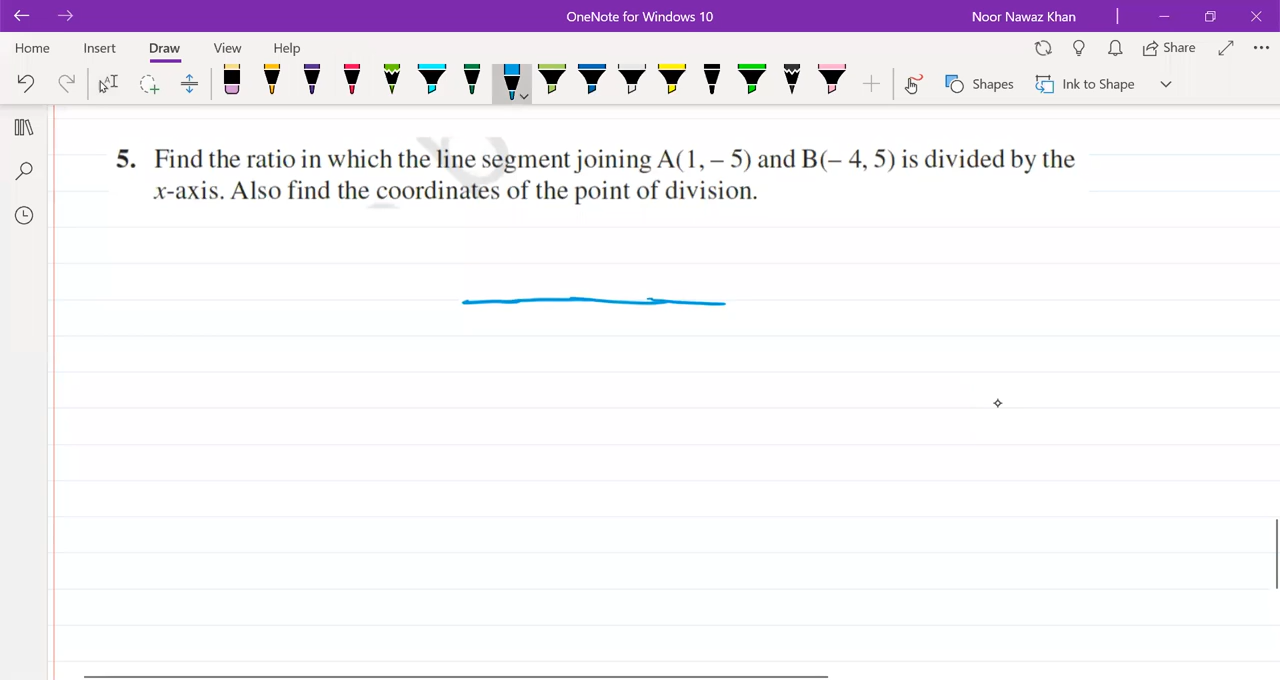 OneNote for Windows 10
Noor Nawaz Khan
Home Insert Draw View Help Share
Shapes Ink to Shape
5. Find the ratio in which the line segment joining A(1, – 5) and B(– 4, 5) is divided by the
x-axis. Also find the coordinates of the point of division.